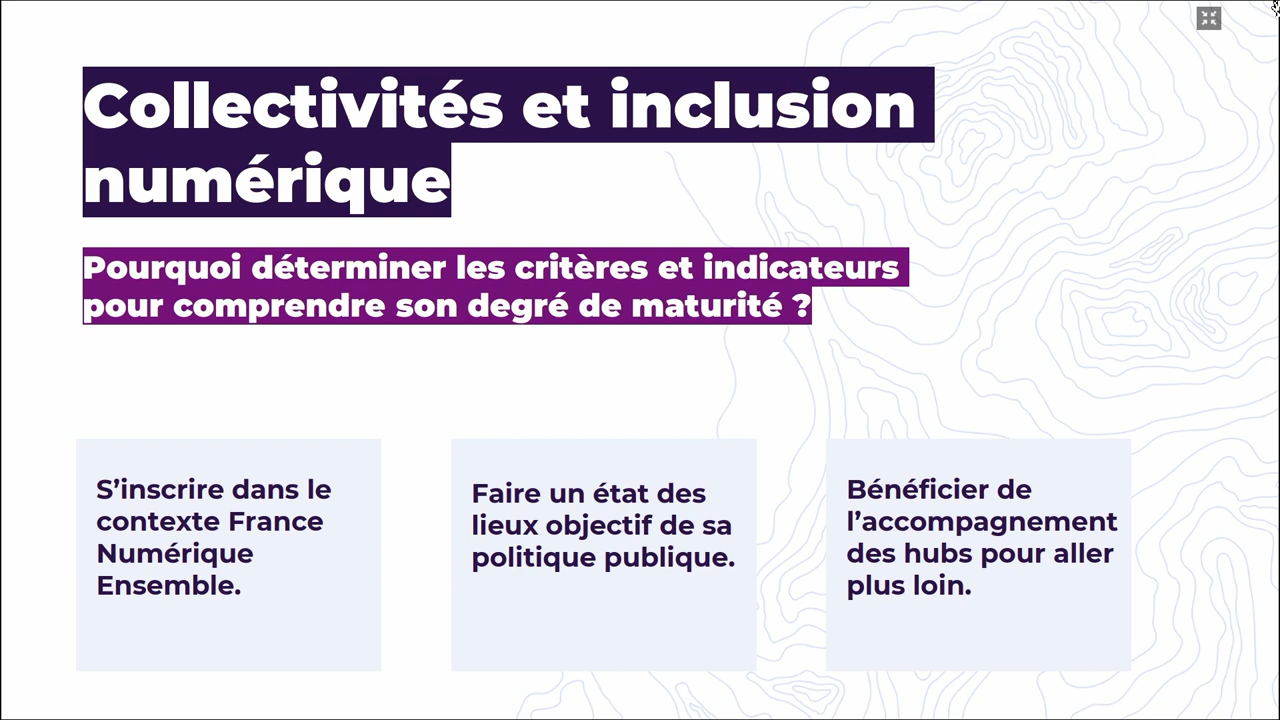 Collectivités et inclusion
numérique
Pourquoi déterminer les critères et indicateurs
pour comprendre son degré de maturité ?
S’inscrire dans le
contexte France
Numérique
Ensemble.
Faire un état des
lieux objectif de sa
politique publique.
Bénéficier de
l’accompagnement
des hubs pour aller
plus loin.